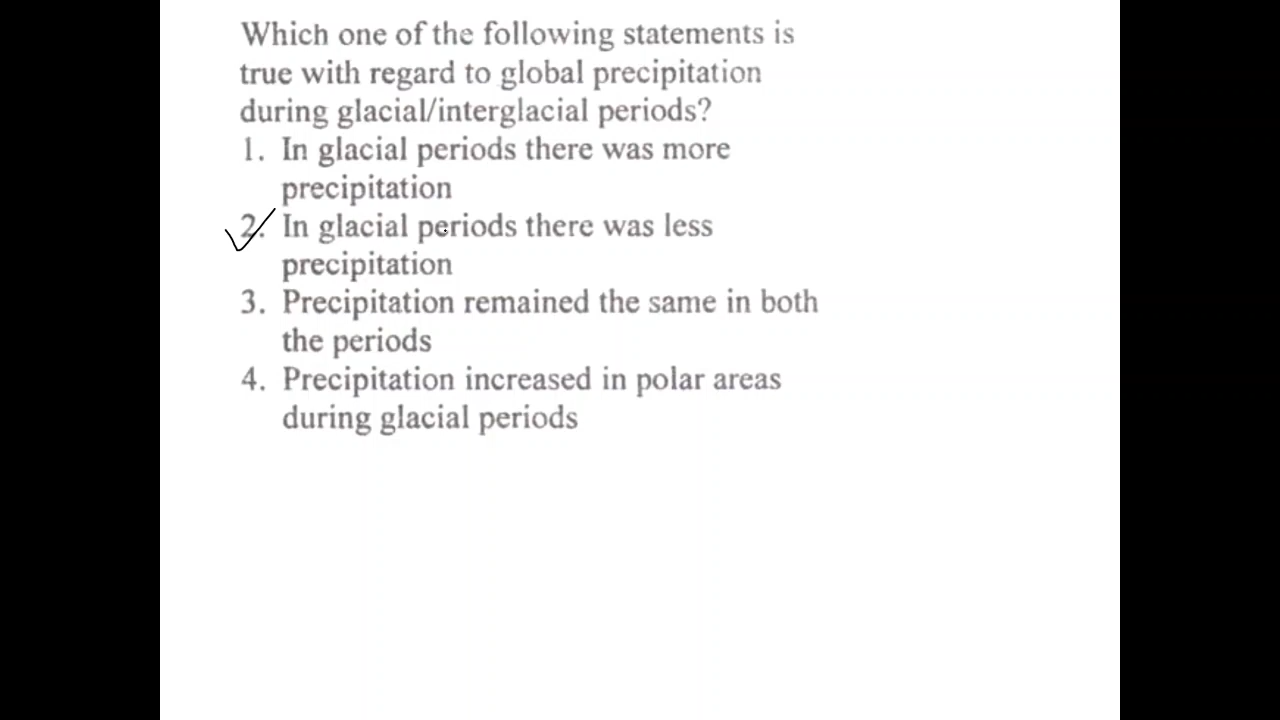 Which one of the following statements is
true with regard to global precipitation
during glacial/interglacial periods?
1. In glacial periods there was more
precipitation
2. In glacial periods there was less
precipitation
3. Precipitation remained the same in both
the periods
4. Precipitation increased in polar areas
during glacial periods